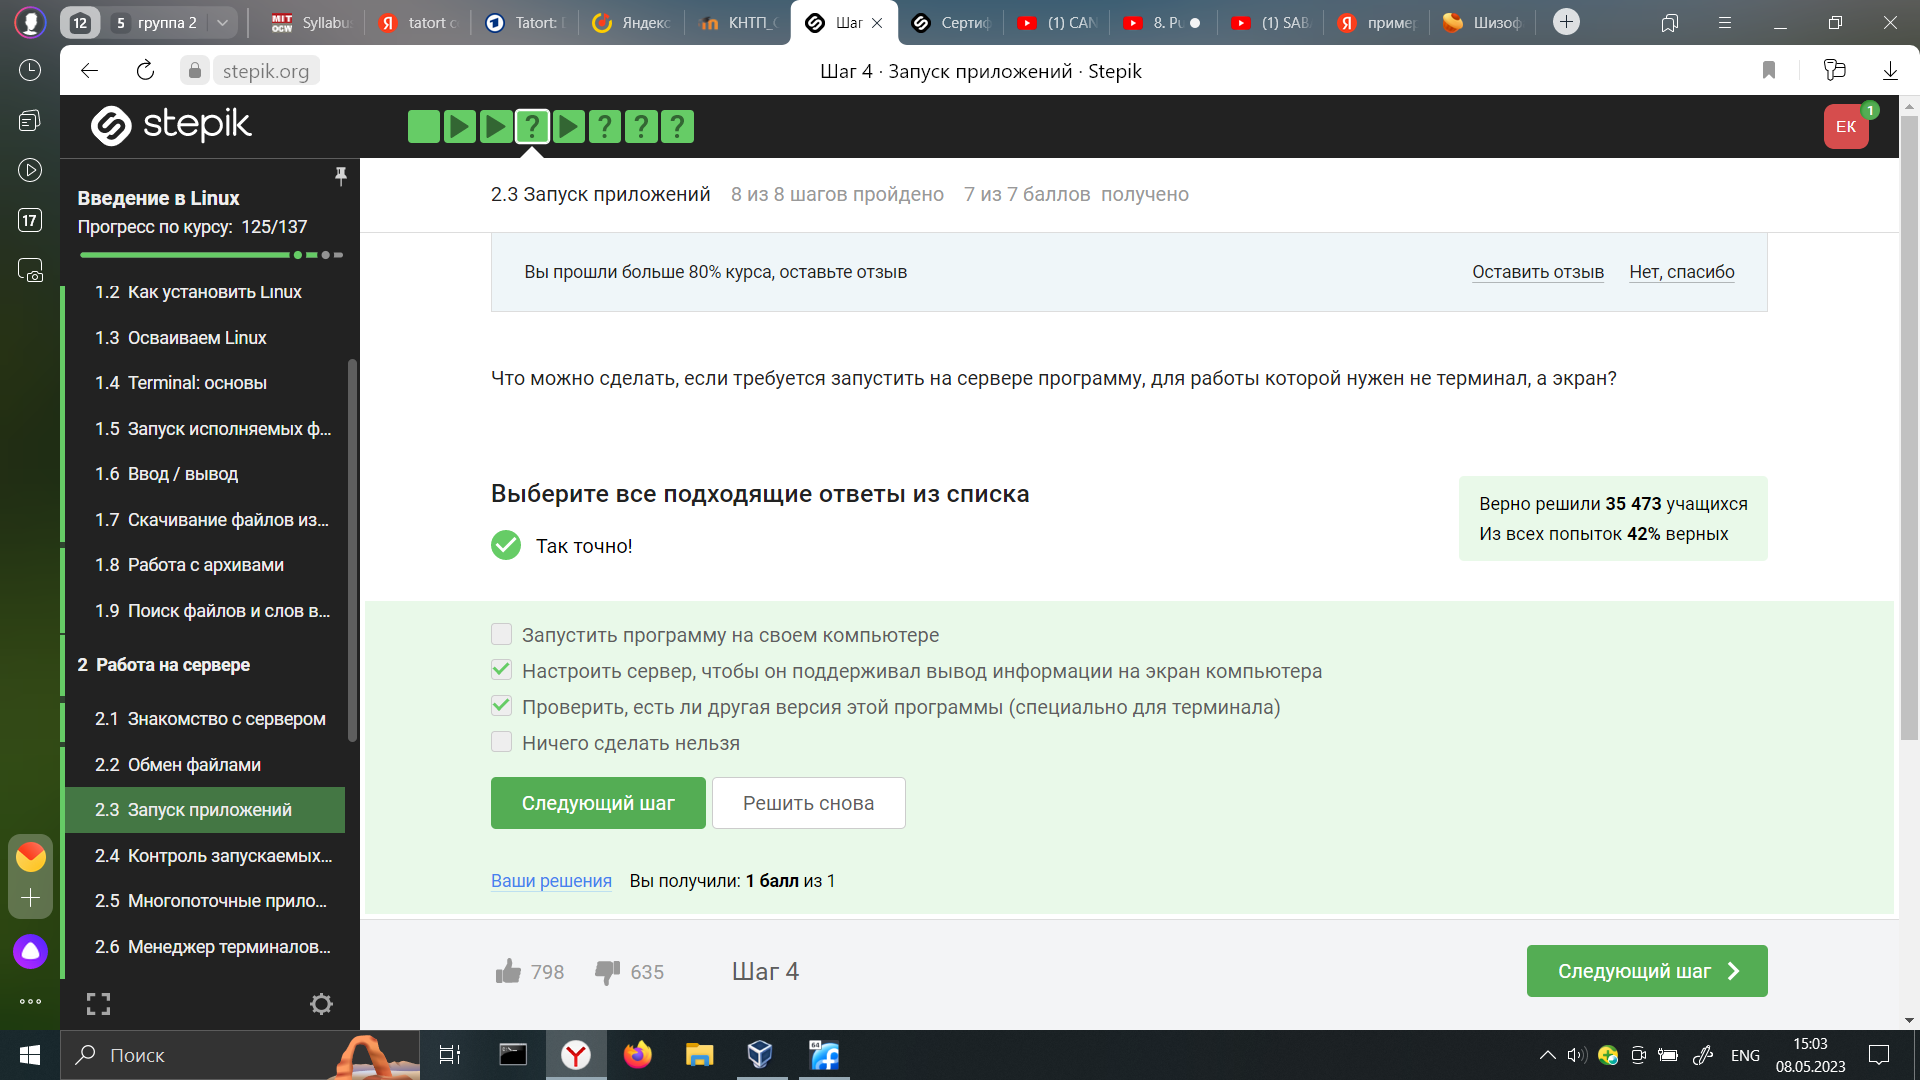 12
5 группа 2
MIT OCW Syllabu
tatort c
Tatort:
Яндекс
КНТП_
Шаг
Сертиф
(1) CAN
8. Pu
(1) SAB
пример
Шизоф
stepik.org
Шаг 4 · Запуск приложений · Stepik
17
stepik
? ? ? ?
ЕК
1
Введение в Linux
Прогресс по курсу: 125/137
1.2 Как установить Linux
1.3 Осваиваем Linux
1.4 Terminal: основы
1.5 Запуск исполняемых ф...
1.6 Ввод / вывод
1.7 Скачивание файлов из...
1.8 Работа с архивами
1.9 Поиск файлов и слов в...
2 Работа на сервере
2.1 Знакомство с сервером
2.2 Обмен файлами
2.3 Запуск приложений
2.4 Контроль запускаемых...
2.5 Многопоточные прило...
2.6 Менеджер терминалов...
2.3 Запуск приложений 8 из 8 шагов пройдено 7 из 7 баллов получено
Вы прошли больше 80% курса, оставьте отзыв
Оставить отзыв Нет, спасибо
Что можно сделать, если требуется запустить на сервере программу, для работы которой нужен не терминал, а экран?
Выберите все подходящие ответы из списка
Так точно!
Верно решили 35 473 учащихся
Из всех попыток 42% верных
Запустить программу на своем компьютере
Настроить сервер, чтобы он поддерживал вывод информации на экран компьютера
Проверить, есть ли другая версия этой программы (специально для терминала)
Ничего сделать нельзя
Следующий шаг
Решить снова
Ваши решения Вы получили: 1 балл из 1
798 635 Шаг 4
Следующий шаг
Поиск
64
ENG
15:03
08.05.2023